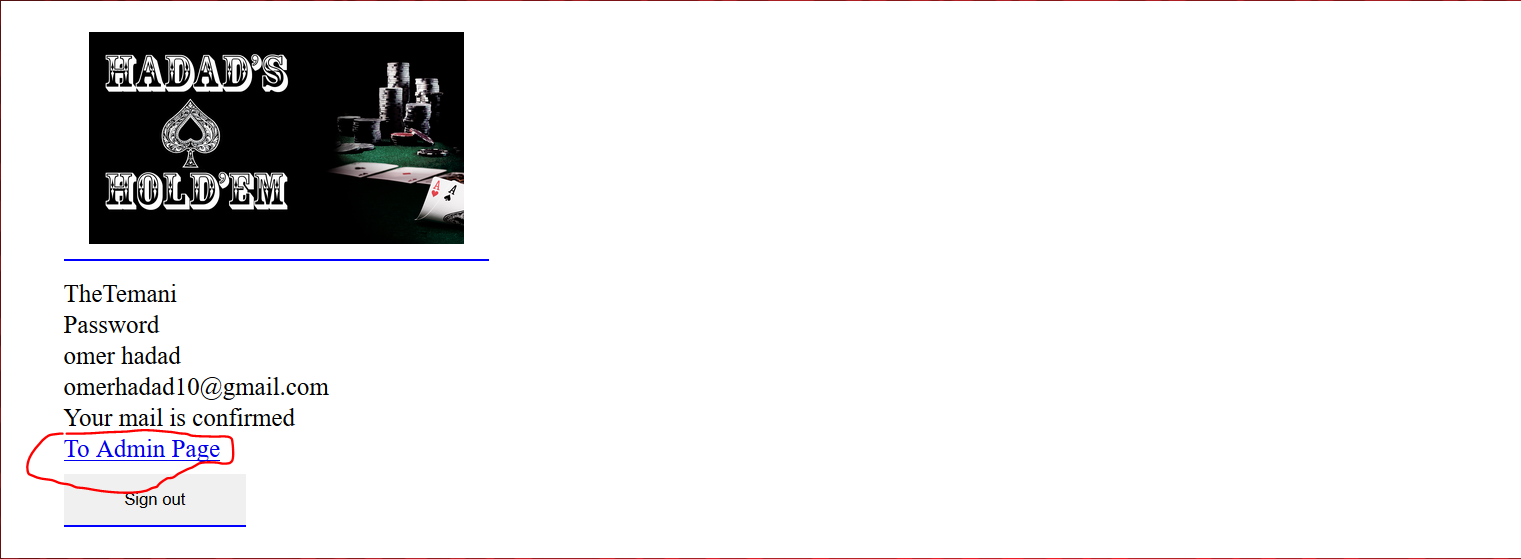 HADAD'S
HOLD'EM
A A
TheTemani
Password
omer hadad
omerhadad10@gmail.com
Your mail is confirmed
To Admin Page
Sign out